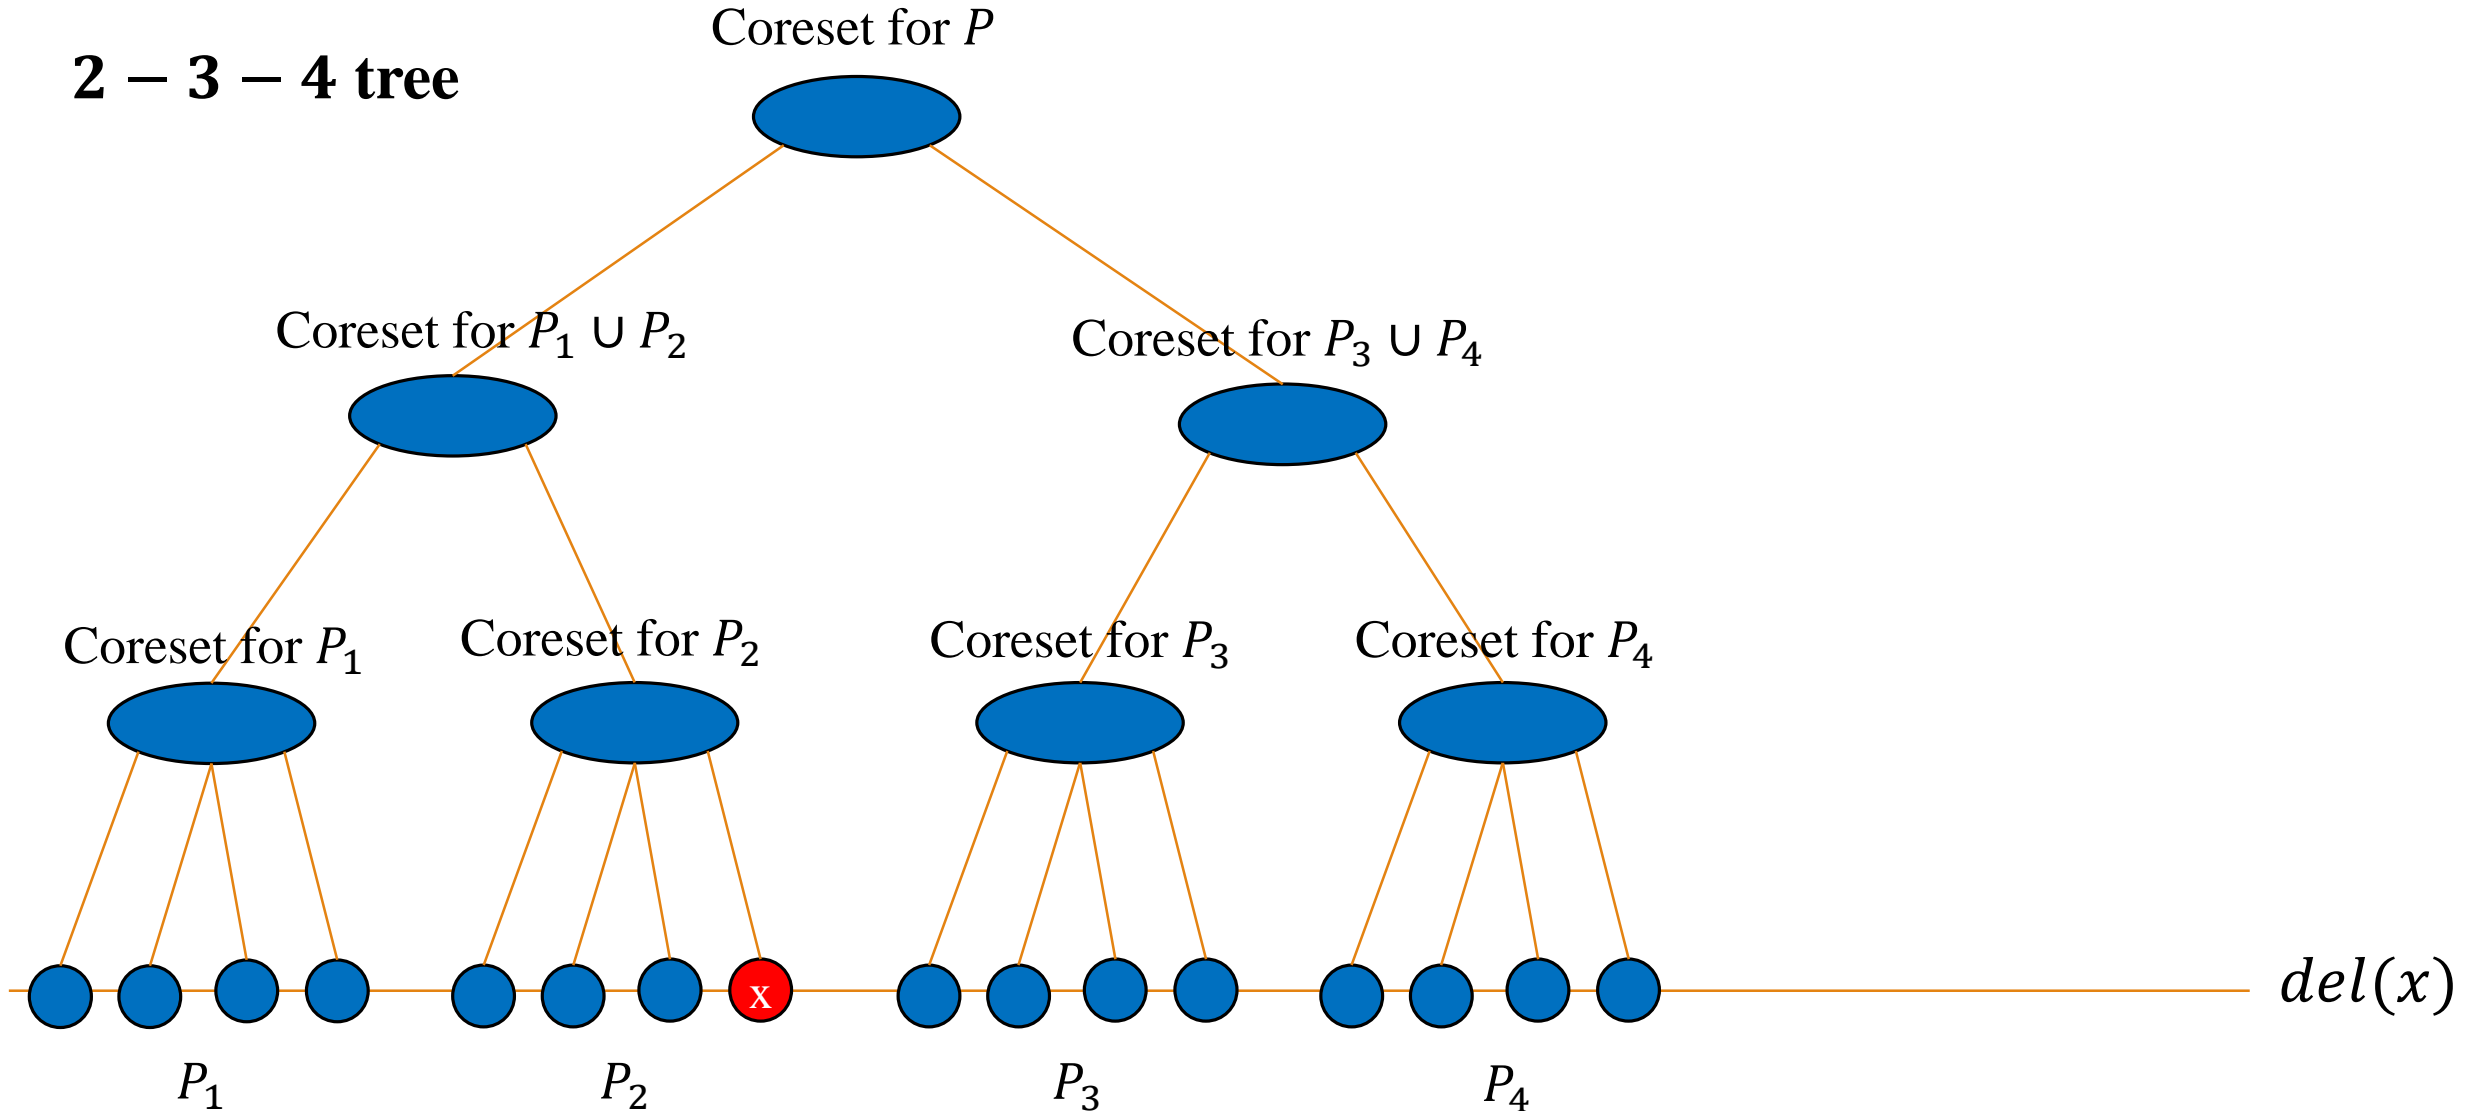 Coreset for P
2 − 3 − 4 tree
Coreset for P₁ ∪ P₂
Coreset for P₃ ∪ P₄
Coreset for P₁
Coreset for P₂
Coreset for P₃
Coreset for P₄
x
del(x)
P₁
P₂
P₃
P₄